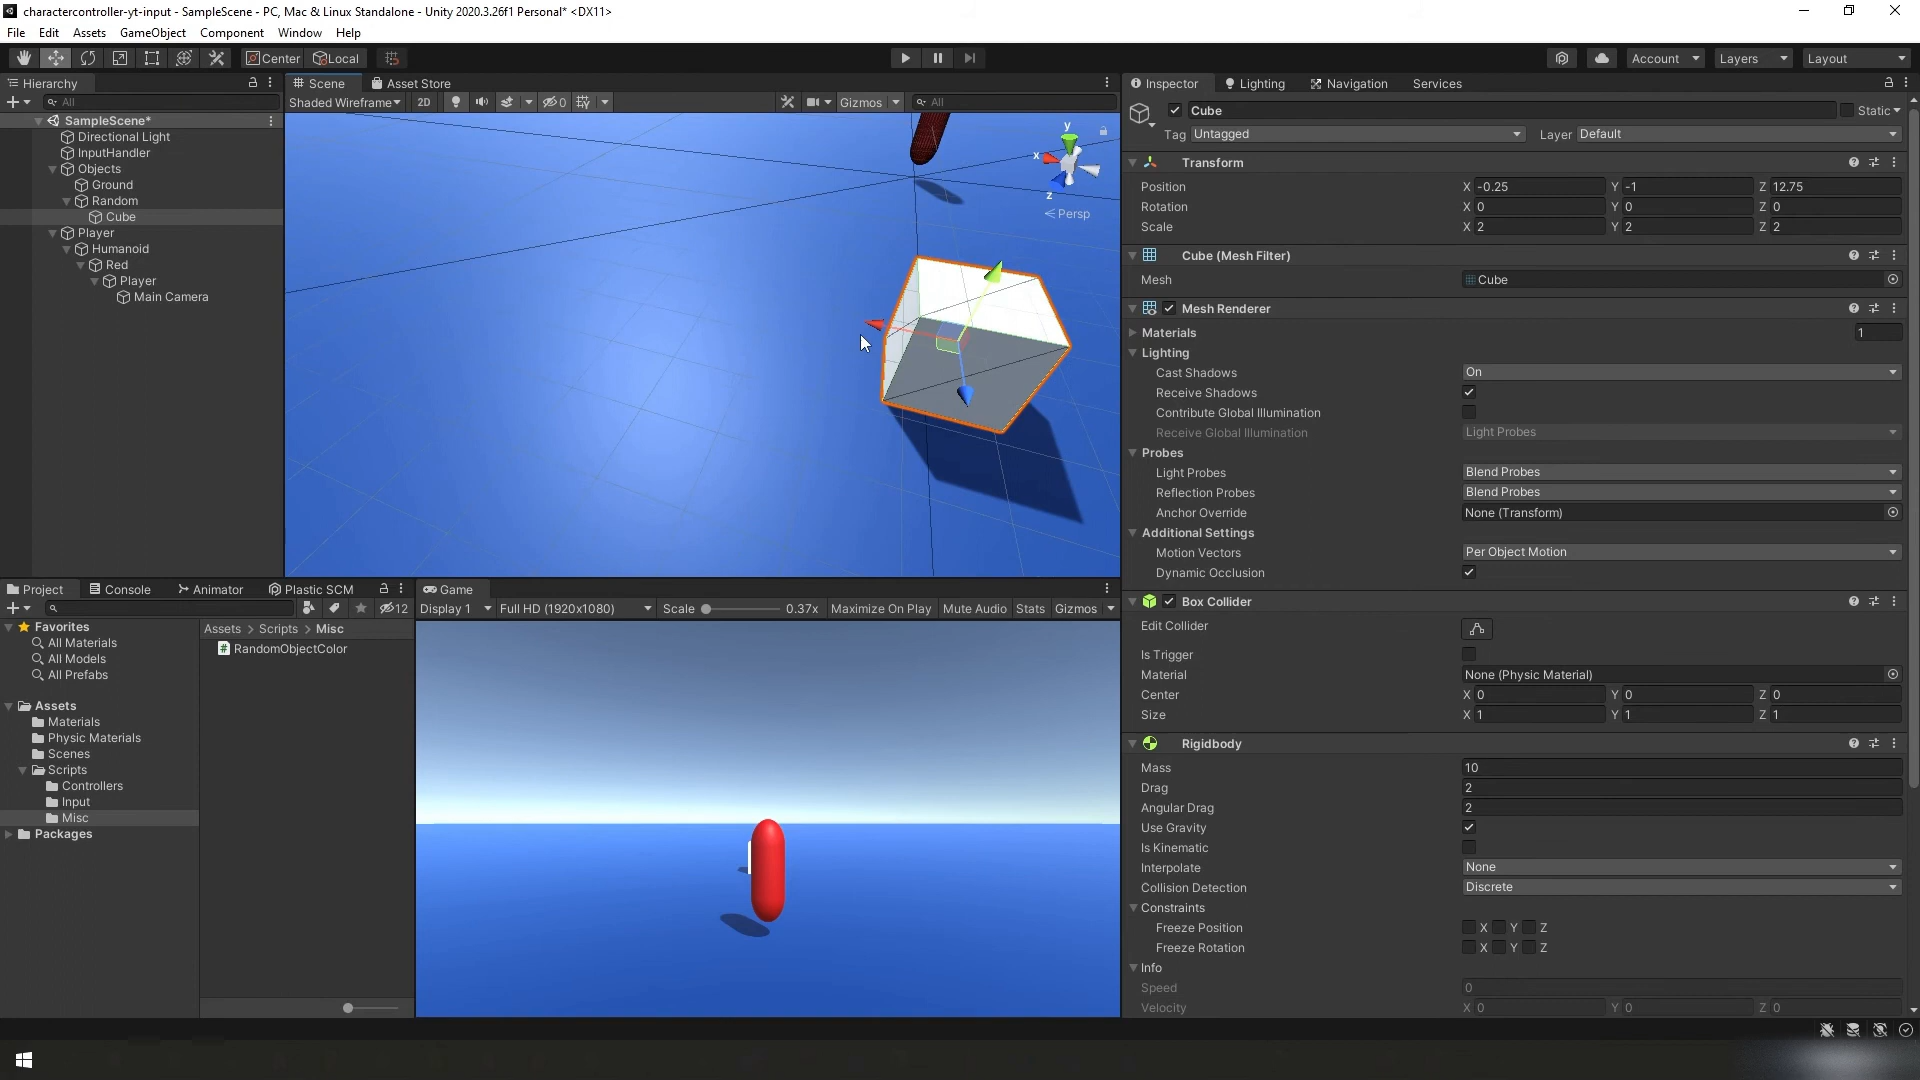 charactercontroller-yt-input - SampleScene - PC, Mac & Linux Standalone - Unity 2020.3.26f1 Personal* <DX11>
File Edit Assets GameObject Component Window Help
Center Local Account Layers Layout
Hierarchy
All
SampleScene*
Directional Light
InputHandler
Objects
Ground
Random
Cube
Player
Humanoid
Red
Player
Main Camera
Scene Asset Store
Shaded Wireframe 2D 0 Gizmos All
y
x
z
Persp
Project Console Animator Plastic SCM
12
Favorites
All Materials
All Models
All Prefabs
Assets
Materials
Physic Materials
Scenes
Scripts
Controllers
Input
Misc
Packages
Assets > Scripts > Misc
RandomObjectColor
Game
Display 1 Full HD (1920x1080) Scale 0.37x Maximize On Play Mute Audio Stats Gizmos
Inspector Lighting Navigation Services
Cube Static
Tag Untagged Layer Default
Transform
Position X -0.25 Y -1 Z 12.75
Rotation X 0 Y 0 Z 0
Scale X 2 Y 2 Z 2
Cube (Mesh Filter)
Mesh Cube
Mesh Renderer
Materials 1
Lighting
Cast Shadows On
Receive Shadows
Contribute Global Illumination
Receive Global Illumination Light Probes
Probes
Light Probes Blend Probes
Reflection Probes Blend Probes
Anchor Override None (Transform)
Additional Settings
Motion Vectors Per Object Motion
Dynamic Occlusion
Box Collider
Edit Collider
Is Trigger
Material None (Physic Material)
Center X 0 Y 0 Z 0
Size X 1 Y 1 Z 1
Rigidbody
Mass 10
Drag 2
Angular Drag 2
Use Gravity
Is Kinematic
Interpolate None
Collision Detection Discrete
Constraints
Freeze Position X Y Z
Freeze Rotation X Y Z
Info
Speed 0
Velocity X 0 Y 0 Z 0